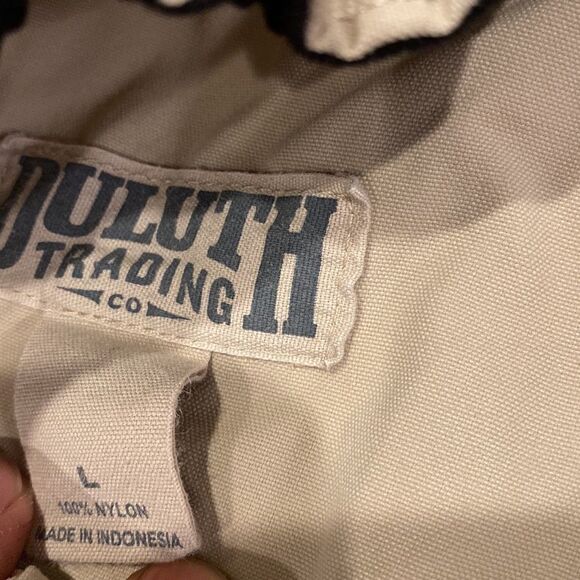 DULUTH
TRADING
CO
L
100% NYLON
MADE IN INDONESIA